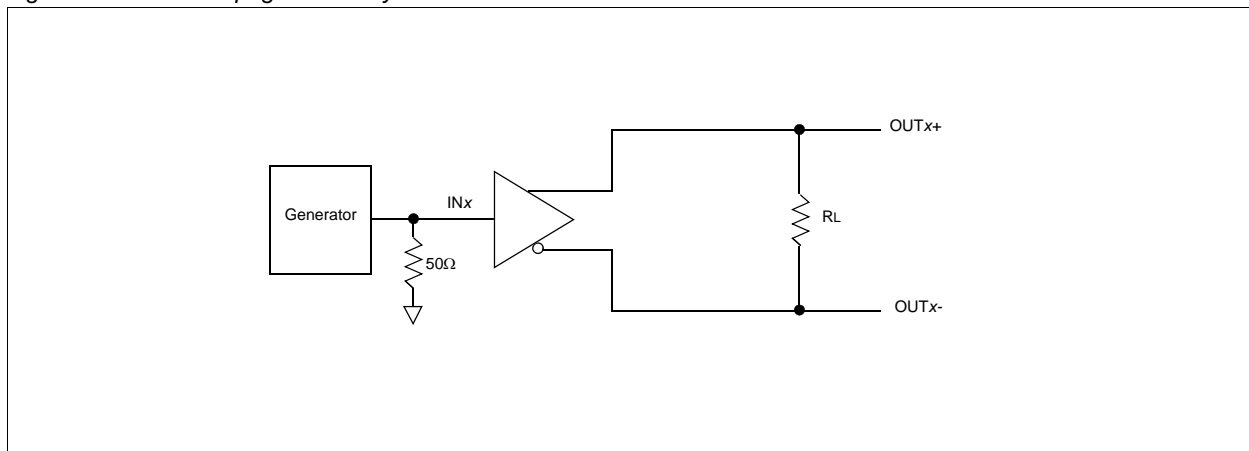 OUTx+
INx
Generator
RL
50Ω
OUTx-